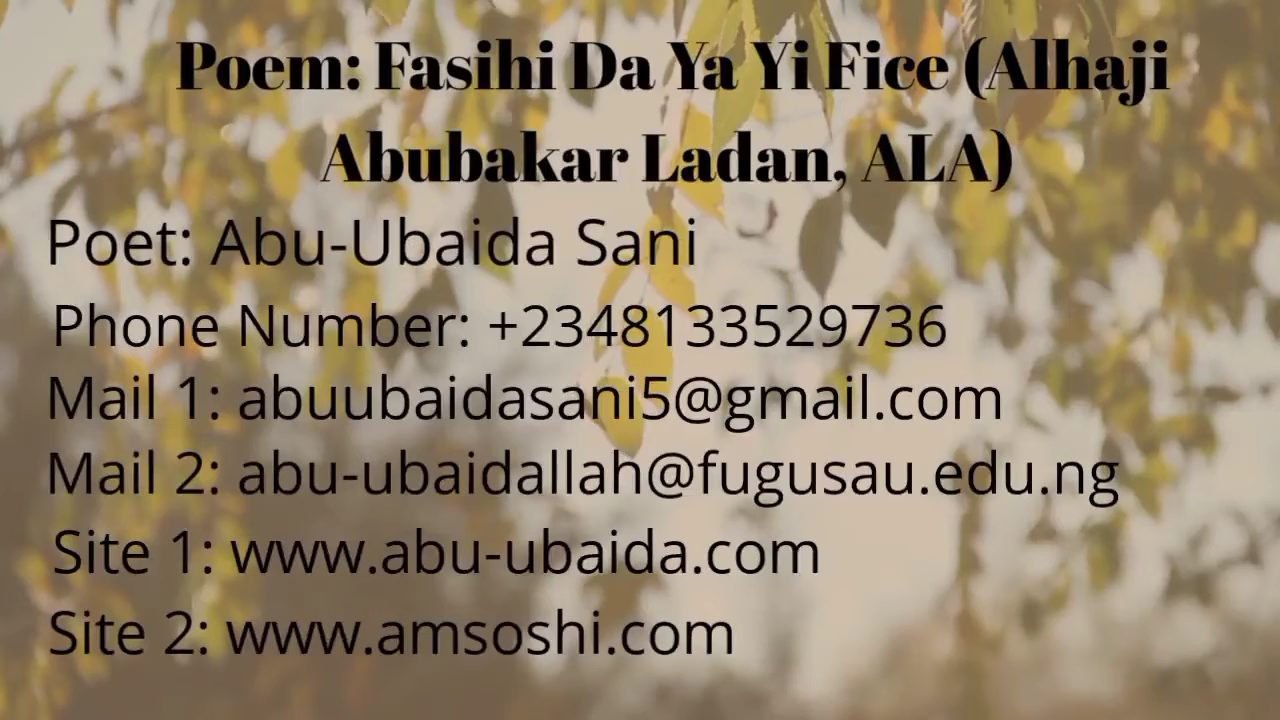 Poem: Fasihi Da Ya Yi Fice (Alhaji
Abubakar Ladan, ALA)
Poet: Abu-Ubaida Sani
Phone Number: +2348133529736
Mail 1: abuubaidasani5@gmail.com
Mail 2: abu-ubaidallah@fugusau.edu.ng
Site 1: www.abu-ubaida.com
Site 2: www.amsoshi.com